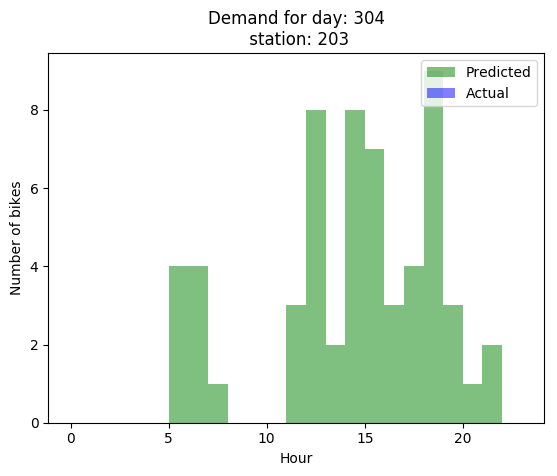 Demand for day: 304
station: 203
Predicted
Actual
Number of bikes
8
6
4
2
0
0
5
10
15
20
Hour